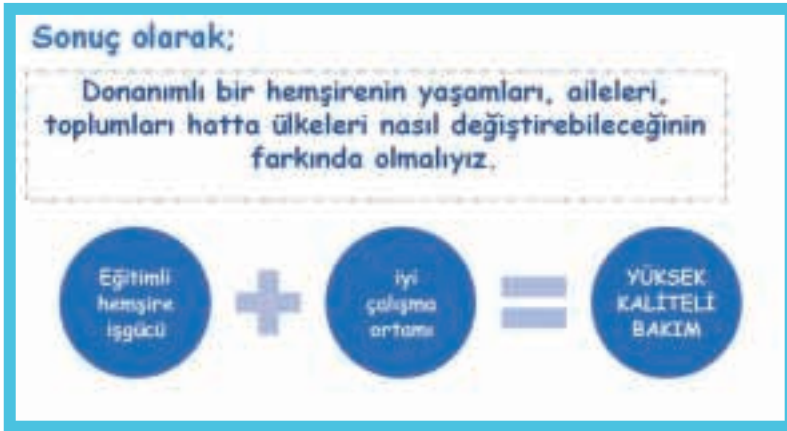 Sonuç olarak;
Donanımlı bir hemşirenin yaşamları, aileleri,
toplumları hatta ülkeleri nasıl değiştirebileceğinin
farkında olmalıyız.
Eğitimli
hemşire
işgücü
iyi
çalışma
ortamı
YÜKSEK
KALİTELİ
BAKIM